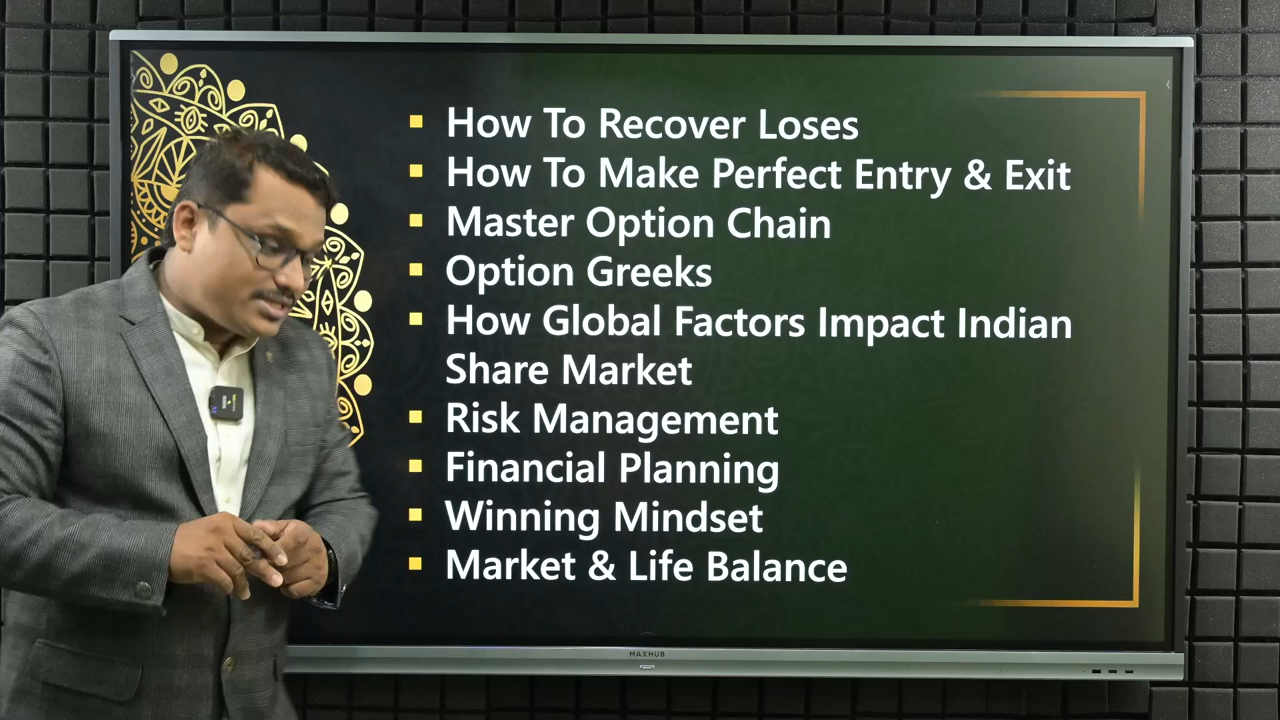 How To Recover Loses
How To Make Perfect Entry & Exit
Master Option Chain
Option Greeks
How Global Factors Impact Indian
Share Market
Risk Management
Financial Planning
Winning Mindset
Market & Life Balance
MAXHUB